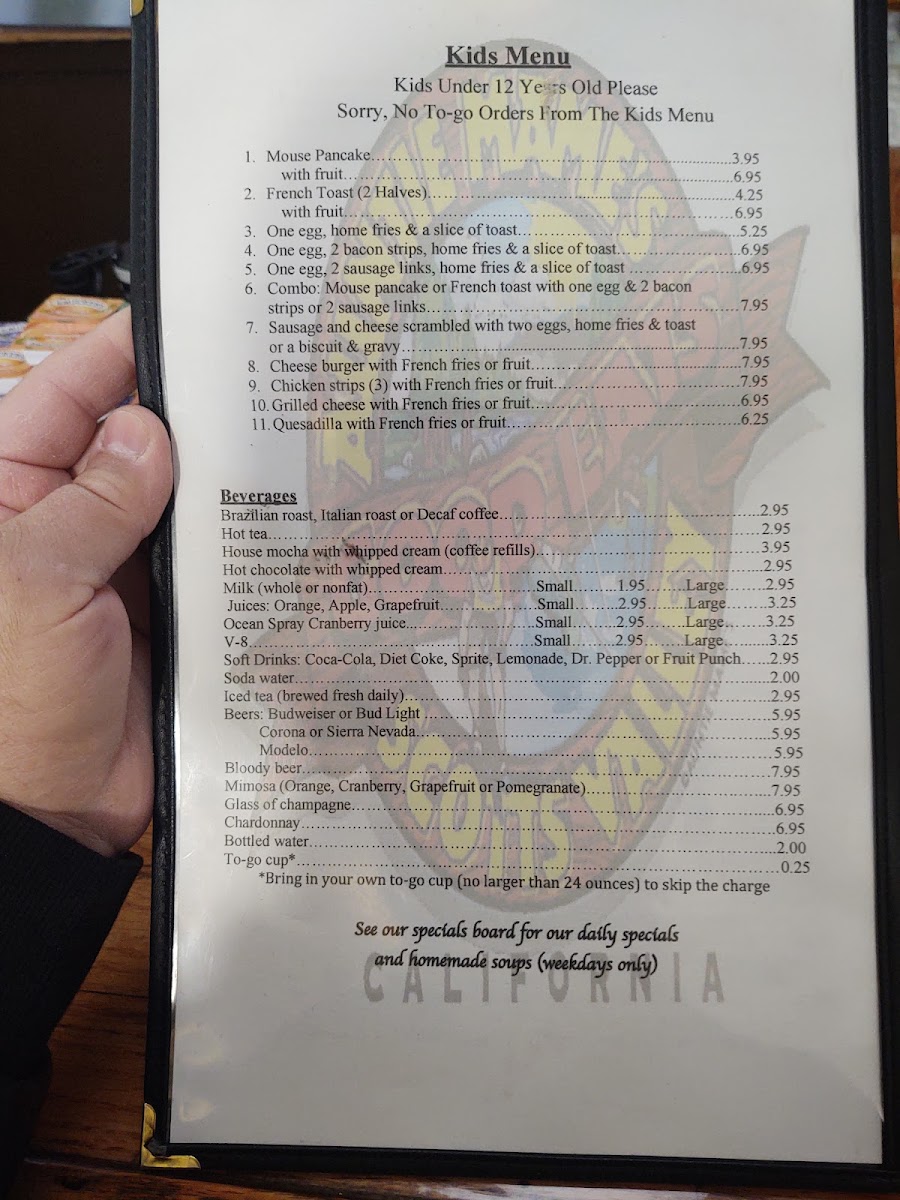 Kids Menu
Kids Under 12 Years Old Please
Sorry, No To-go Orders From The Kids Menu
1. Mouse Pancake 3.95
with fruit 6.95
2. French Toast (2 Halves) 4.25
with fruit 6.95
3. One egg, home fries & a slice of toast 5.25
4. One egg, 2 bacon strips, home fries & a slice of toast 6.95
5. One egg, 2 sausage links, home fries & a slice of toast 6.95
6. Combo: Mouse pancake or French toast with one egg & 2 bacon
strips or 2 sausage links 7.95
7. Sausage and cheese scrambled with two eggs, home fries & toast
or a biscuit & gravy 7.95
8. Cheese burger with French fries or fruit 7.95
9. Chicken strips (3) with French fries or fruit 7.95
10. Grilled cheese with French fries or fruit 6.95
11. Quesadilla with French fries or fruit 6.25
Beverages
Brazilian roast, Italian roast or Decaf coffee 2.95
Hot tea 2.95
House mocha with whipped cream (coffee refills) 3.95
Hot chocolate with whipped cream 2.95
Milk (whole or nonfat) Small 1.95 Large 2.95
Juices: Orange, Apple, Grapefruit Small 2.95 Large 3.25
Ocean Spray Cranberry juice Small 2.95 Large 3.25
V-8 Small 2.95 Large 3.25
Soft Drinks: Coca-Cola, Diet Coke, Sprite, Lemonade, Dr. Pepper or Fruit Punch 2.95
Soda water 2.00
Iced tea (brewed fresh daily) 2.95
Beers: Budweiser or Bud Light 5.95
Corona or Sierra Nevada 5.95
Modelo 5.95
Bloody beer 7.95
Mimosa (Orange, Cranberry, Grapefruit or Pomegranate) 7.95
Glass of champagne 6.95
Chardonnay 6.95
Bottled water 2.00
To-go cup* 0.25
*Bring in your own to-go cup (no larger than 24 ounces) to skip the charge
See our specials board for our daily specials
and homemade soups (weekdays only)
SCOTTS VALLEY
CALIFORNIA